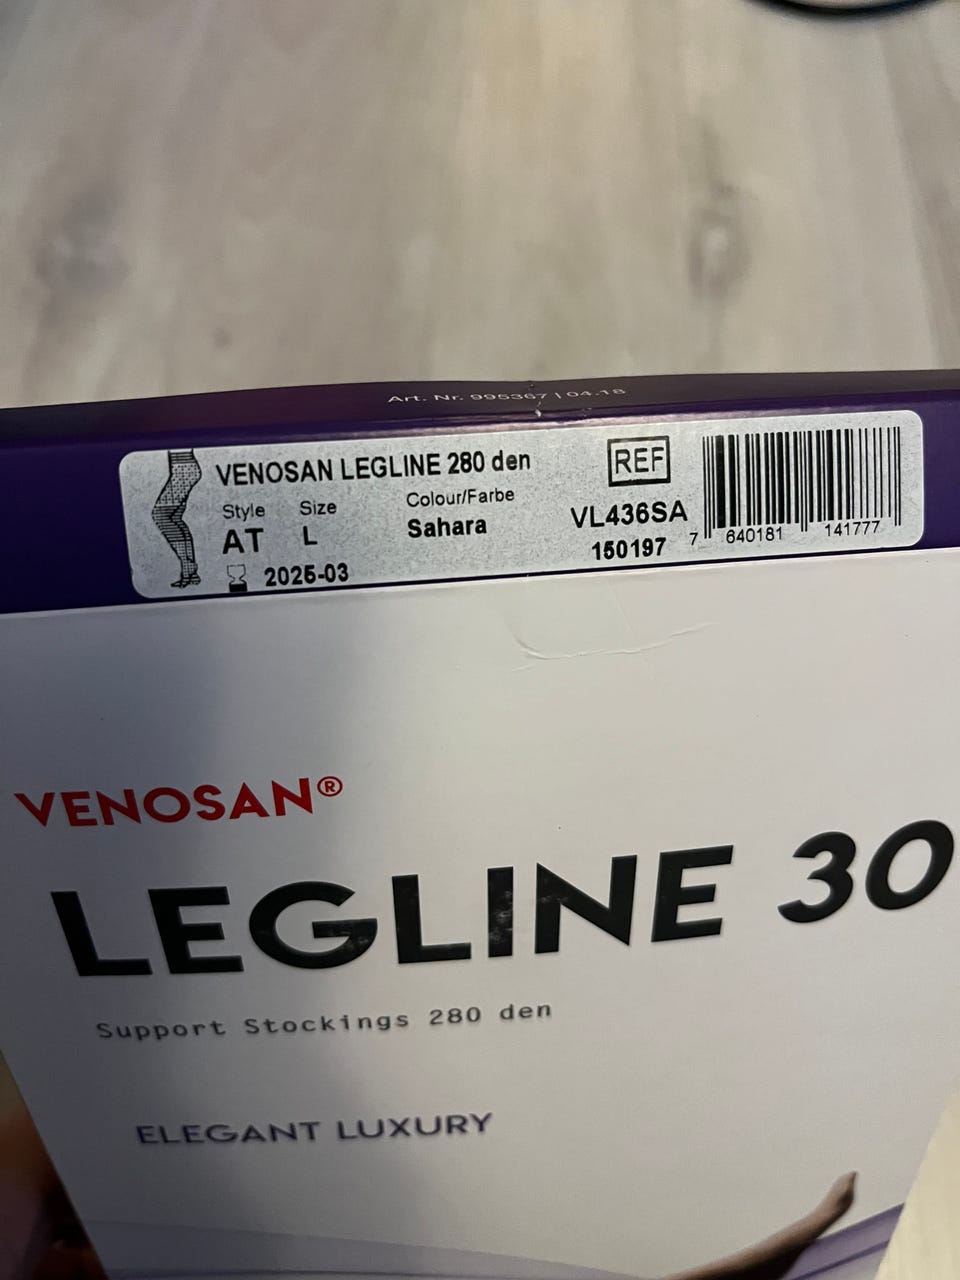 Art. Nr. 995367 | 04-18
VENOSAN LEGLINE 280 den
Style Size Colour/Farbe
AT L Sahara
2025-03
REF
VL436SA
150197
7 640181 141777
VENOSAN®
LEGLINE 30
Support Stockings 280 den
ELEGANT LUXURY